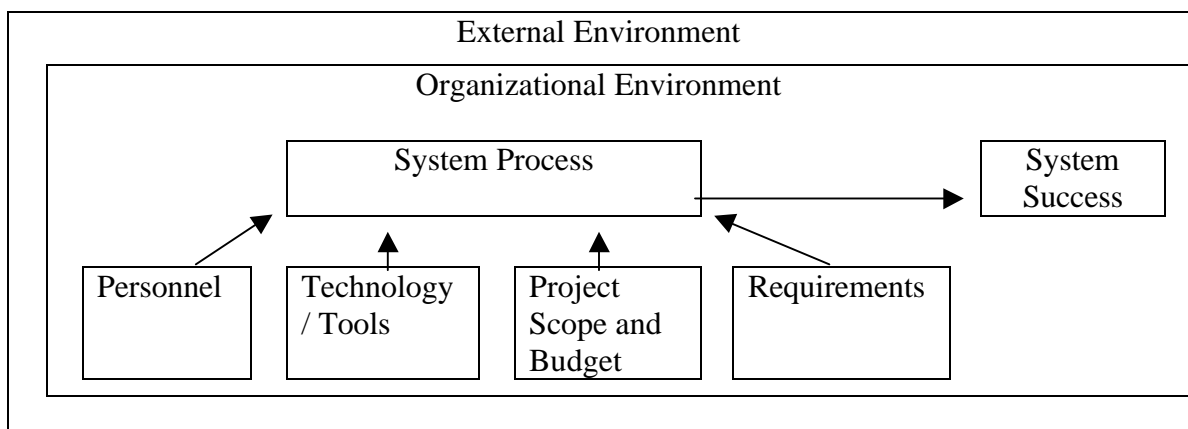 External Environment
Organizational Environment
System Process
System
Success
Personnel
Technology
/ Tools
Project
Scope and
Budget
Requirements